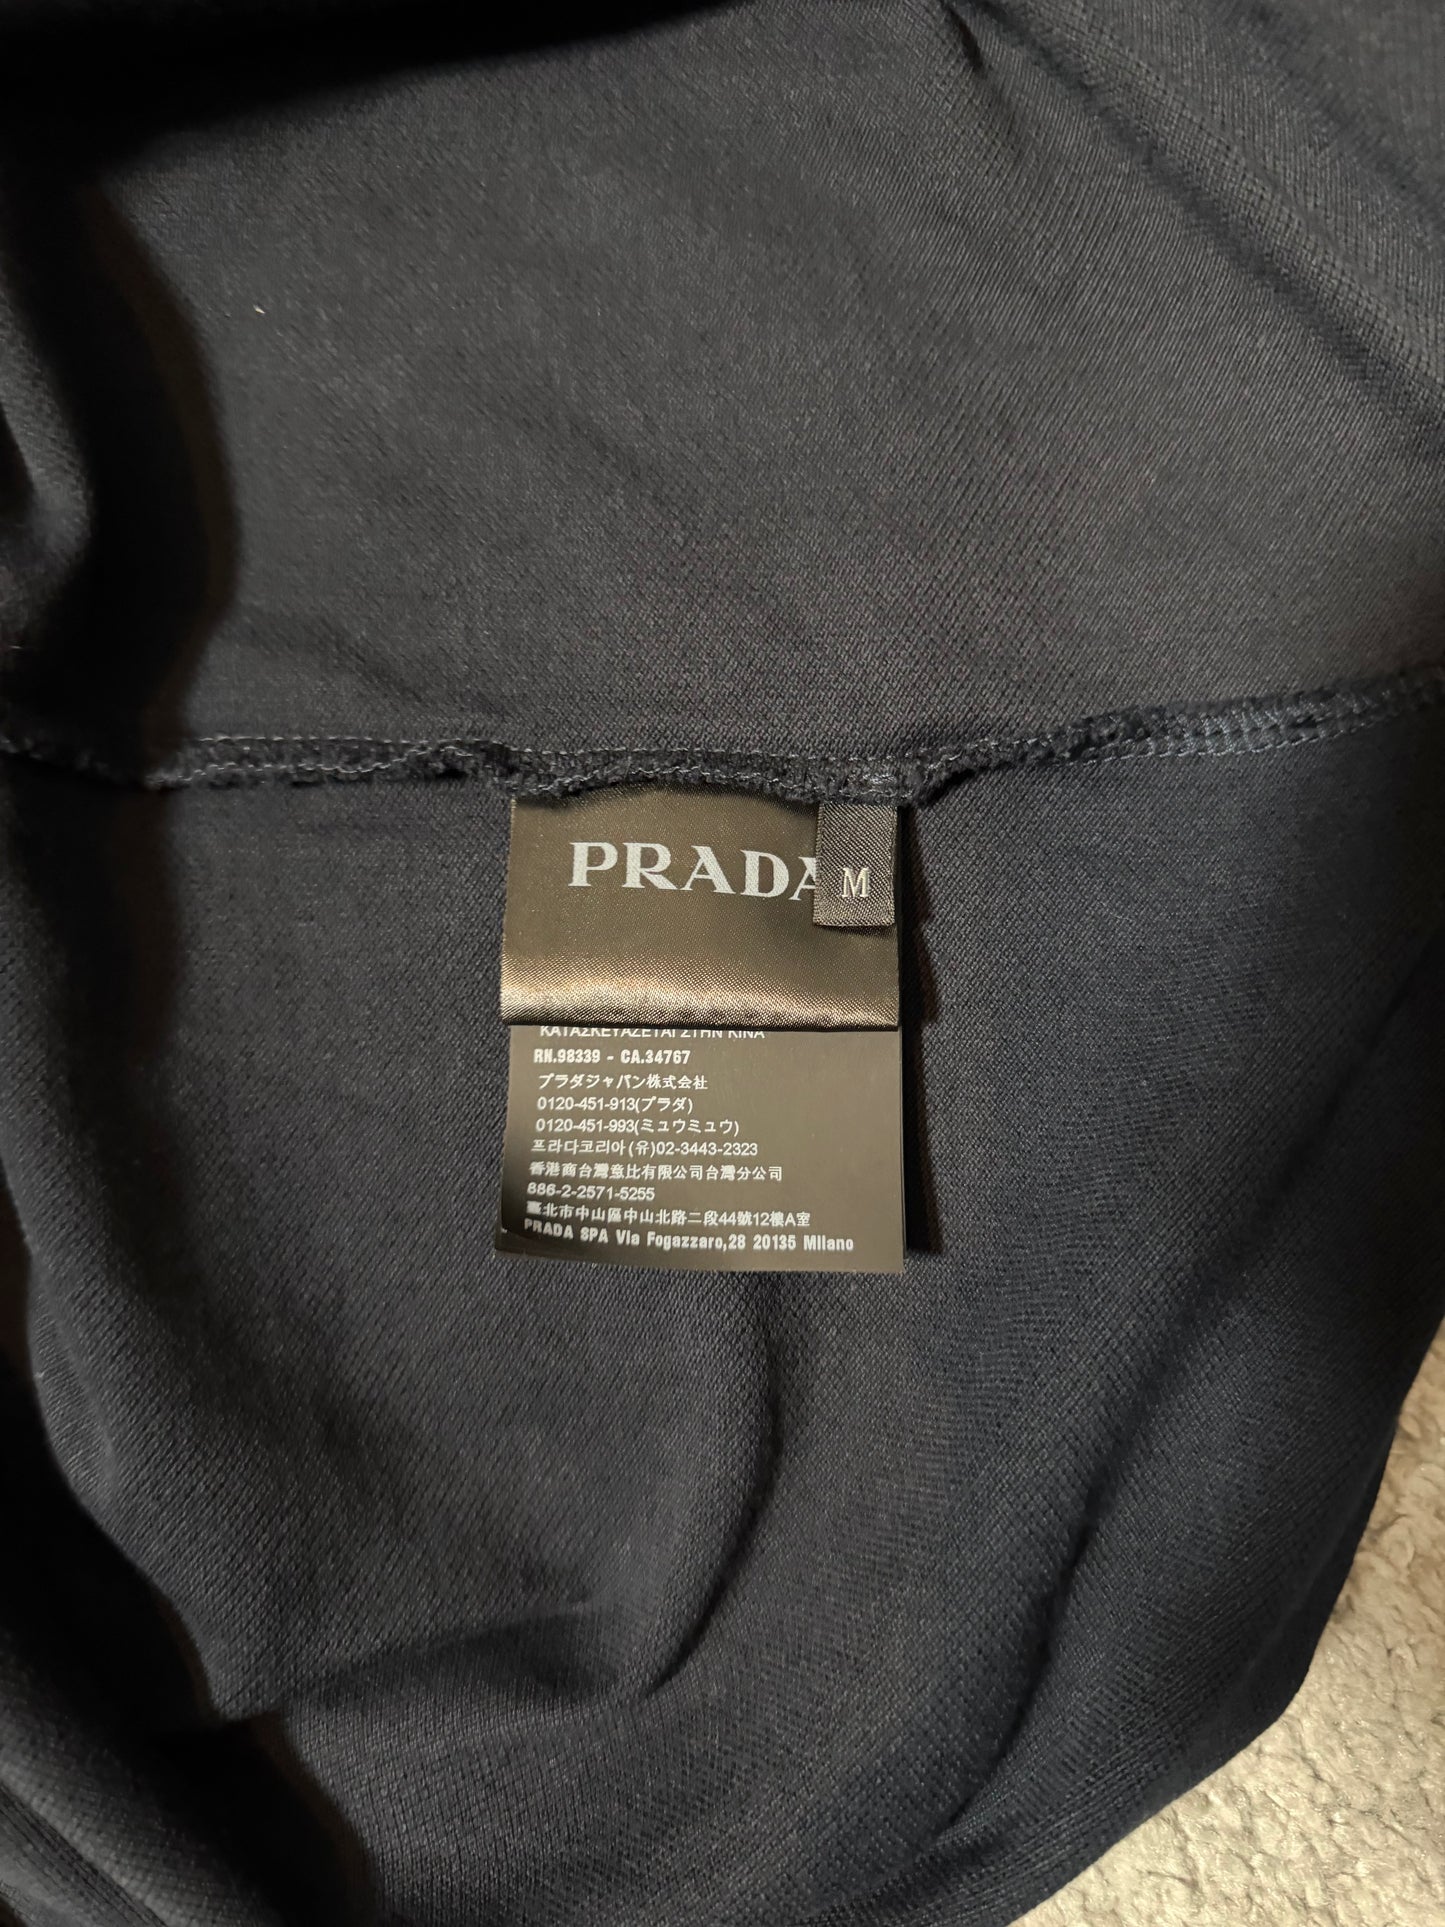 PRADA
M
ΚΑΤΑΣΚΕΥΑΖΕΤΑΙ ΣΤΗΝ ΚΙΝΑ
RN.98339 - CA.34767
プラダジャパン株式会社
0120-451-913(プラダ)
0120-451-993(ミュウミュウ)
프라다코리아(유)02-3443-2323
香港商台灣意比有限公司台灣分公司
886-2-2571-5255
臺北市中山區中山北路二段44號12樓A室
PRADA SPA Via Fogazzaro,28 20135 Milano